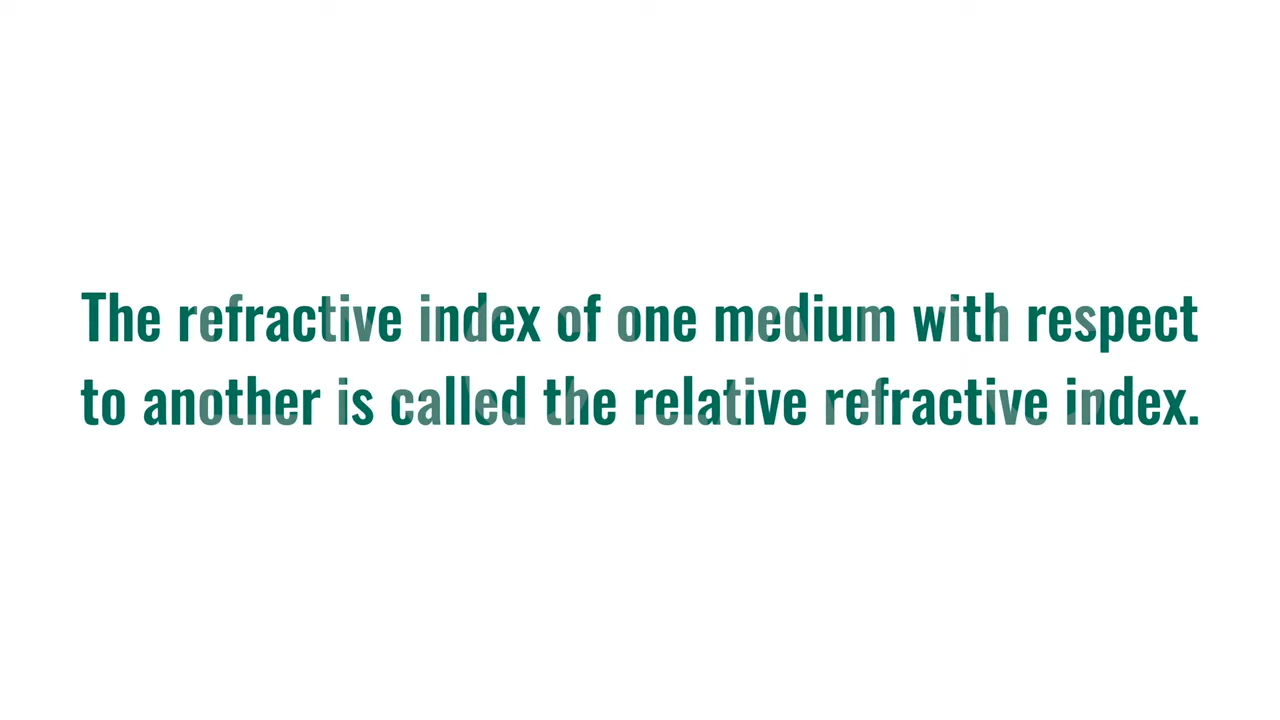 The refractive index of one medium with respect
to another is called the relative refractive index.